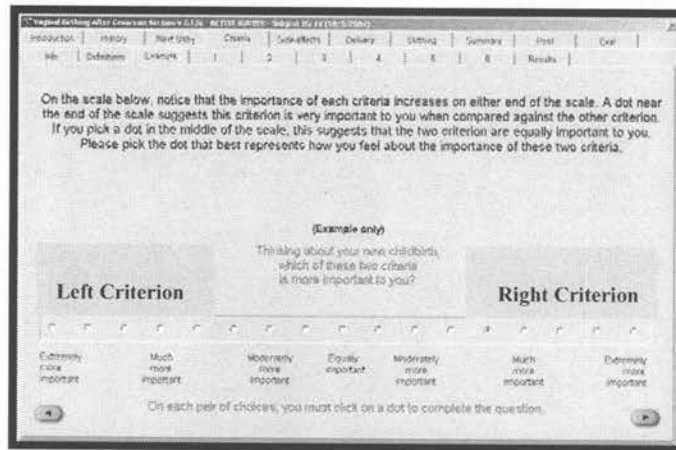 Introduction History Criteria Side-effects Delivery Summary Post
Definitions Example 1 2 3 4 5 6 Results
On the scale below, notice that the importance of each criteria increases on either end of the scale. A dot near
the end of the scale suggests this criterion is very important to you when compared against the other criterion.
If you pick a dot in the middle of the scale, this suggests that the two criterion are equally important to you.
Please pick the dot that best represents how you feel about the importance of these two criteria.
(Example only)
Thinking about your next childbirth,
which of these two criteria
is more important to you?
Left Criterion
Right Criterion
Extremely more important
Much more important
Moderately more important
Equally important
Moderately more important
Much more important
Extremely more important
On each pair of choices, you must click on a dot to complete the question.